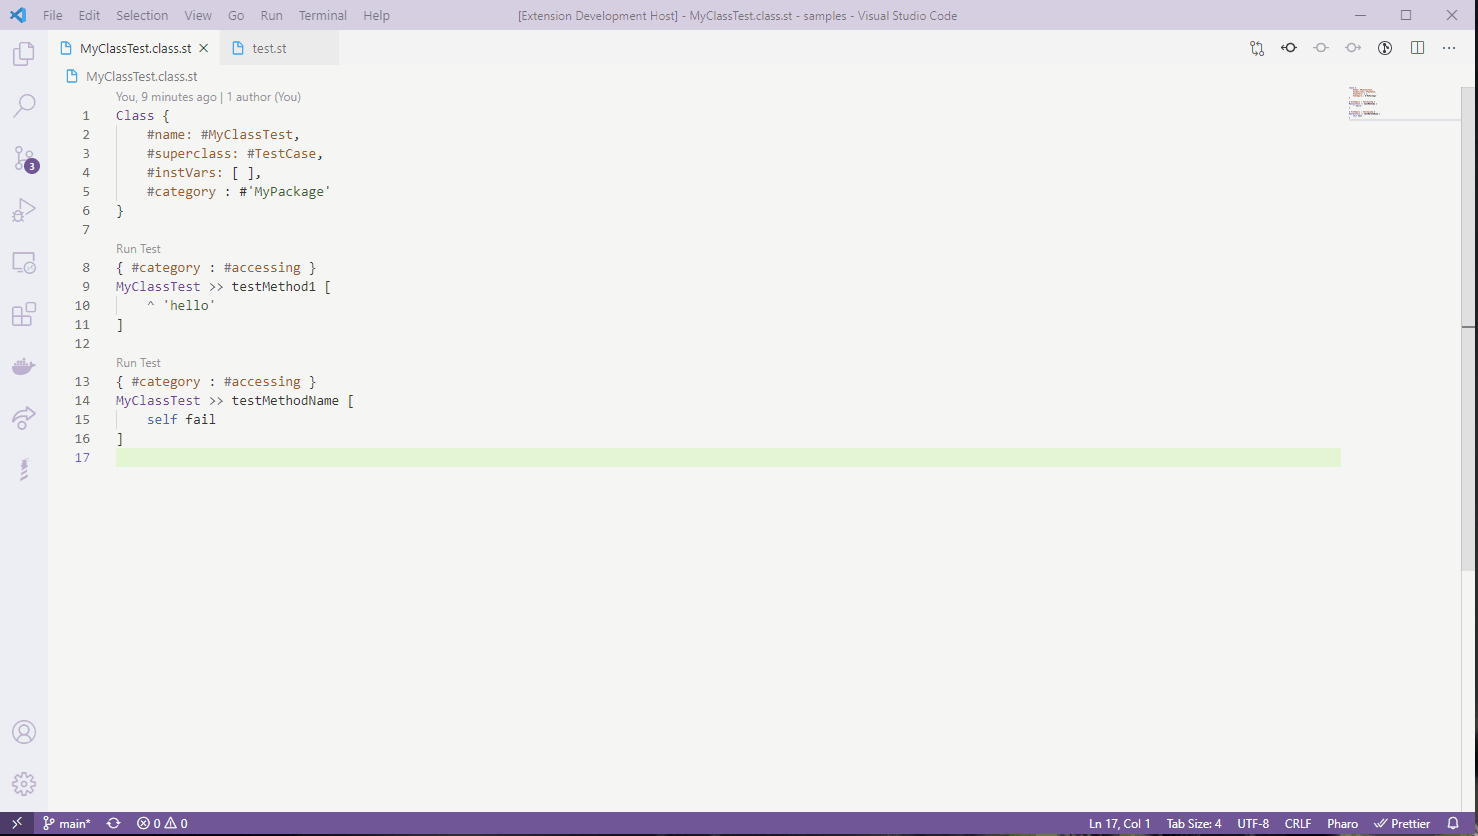 File Edit Selection View Go Run Terminal Help [Extension Development Host] - MyClassTest.class.st - samples - Visual Studio Code
MyClassTest.class.st test.st
MyClassTest.class.st
You, 9 minutes ago | 1 author (You)
1 Class {
2 #name: #MyClassTest,
3 #superclass: #TestCase,
4 #instVars: [ ],
5 #category : #'MyPackage'
6 }
7
Run Test
8 { #category : #accessing }
9 MyClassTest >> testMethod1 [
10 ^ 'hello'
11 ]
12
Run Test
13 { #category : #accessing }
14 MyClassTest >> testMethodName [
15 self fail
16 ]
17
3
main* 0 0 Ln 17, Col 1 Tab Size: 4 UTF-8 CRLF Pharo Prettier